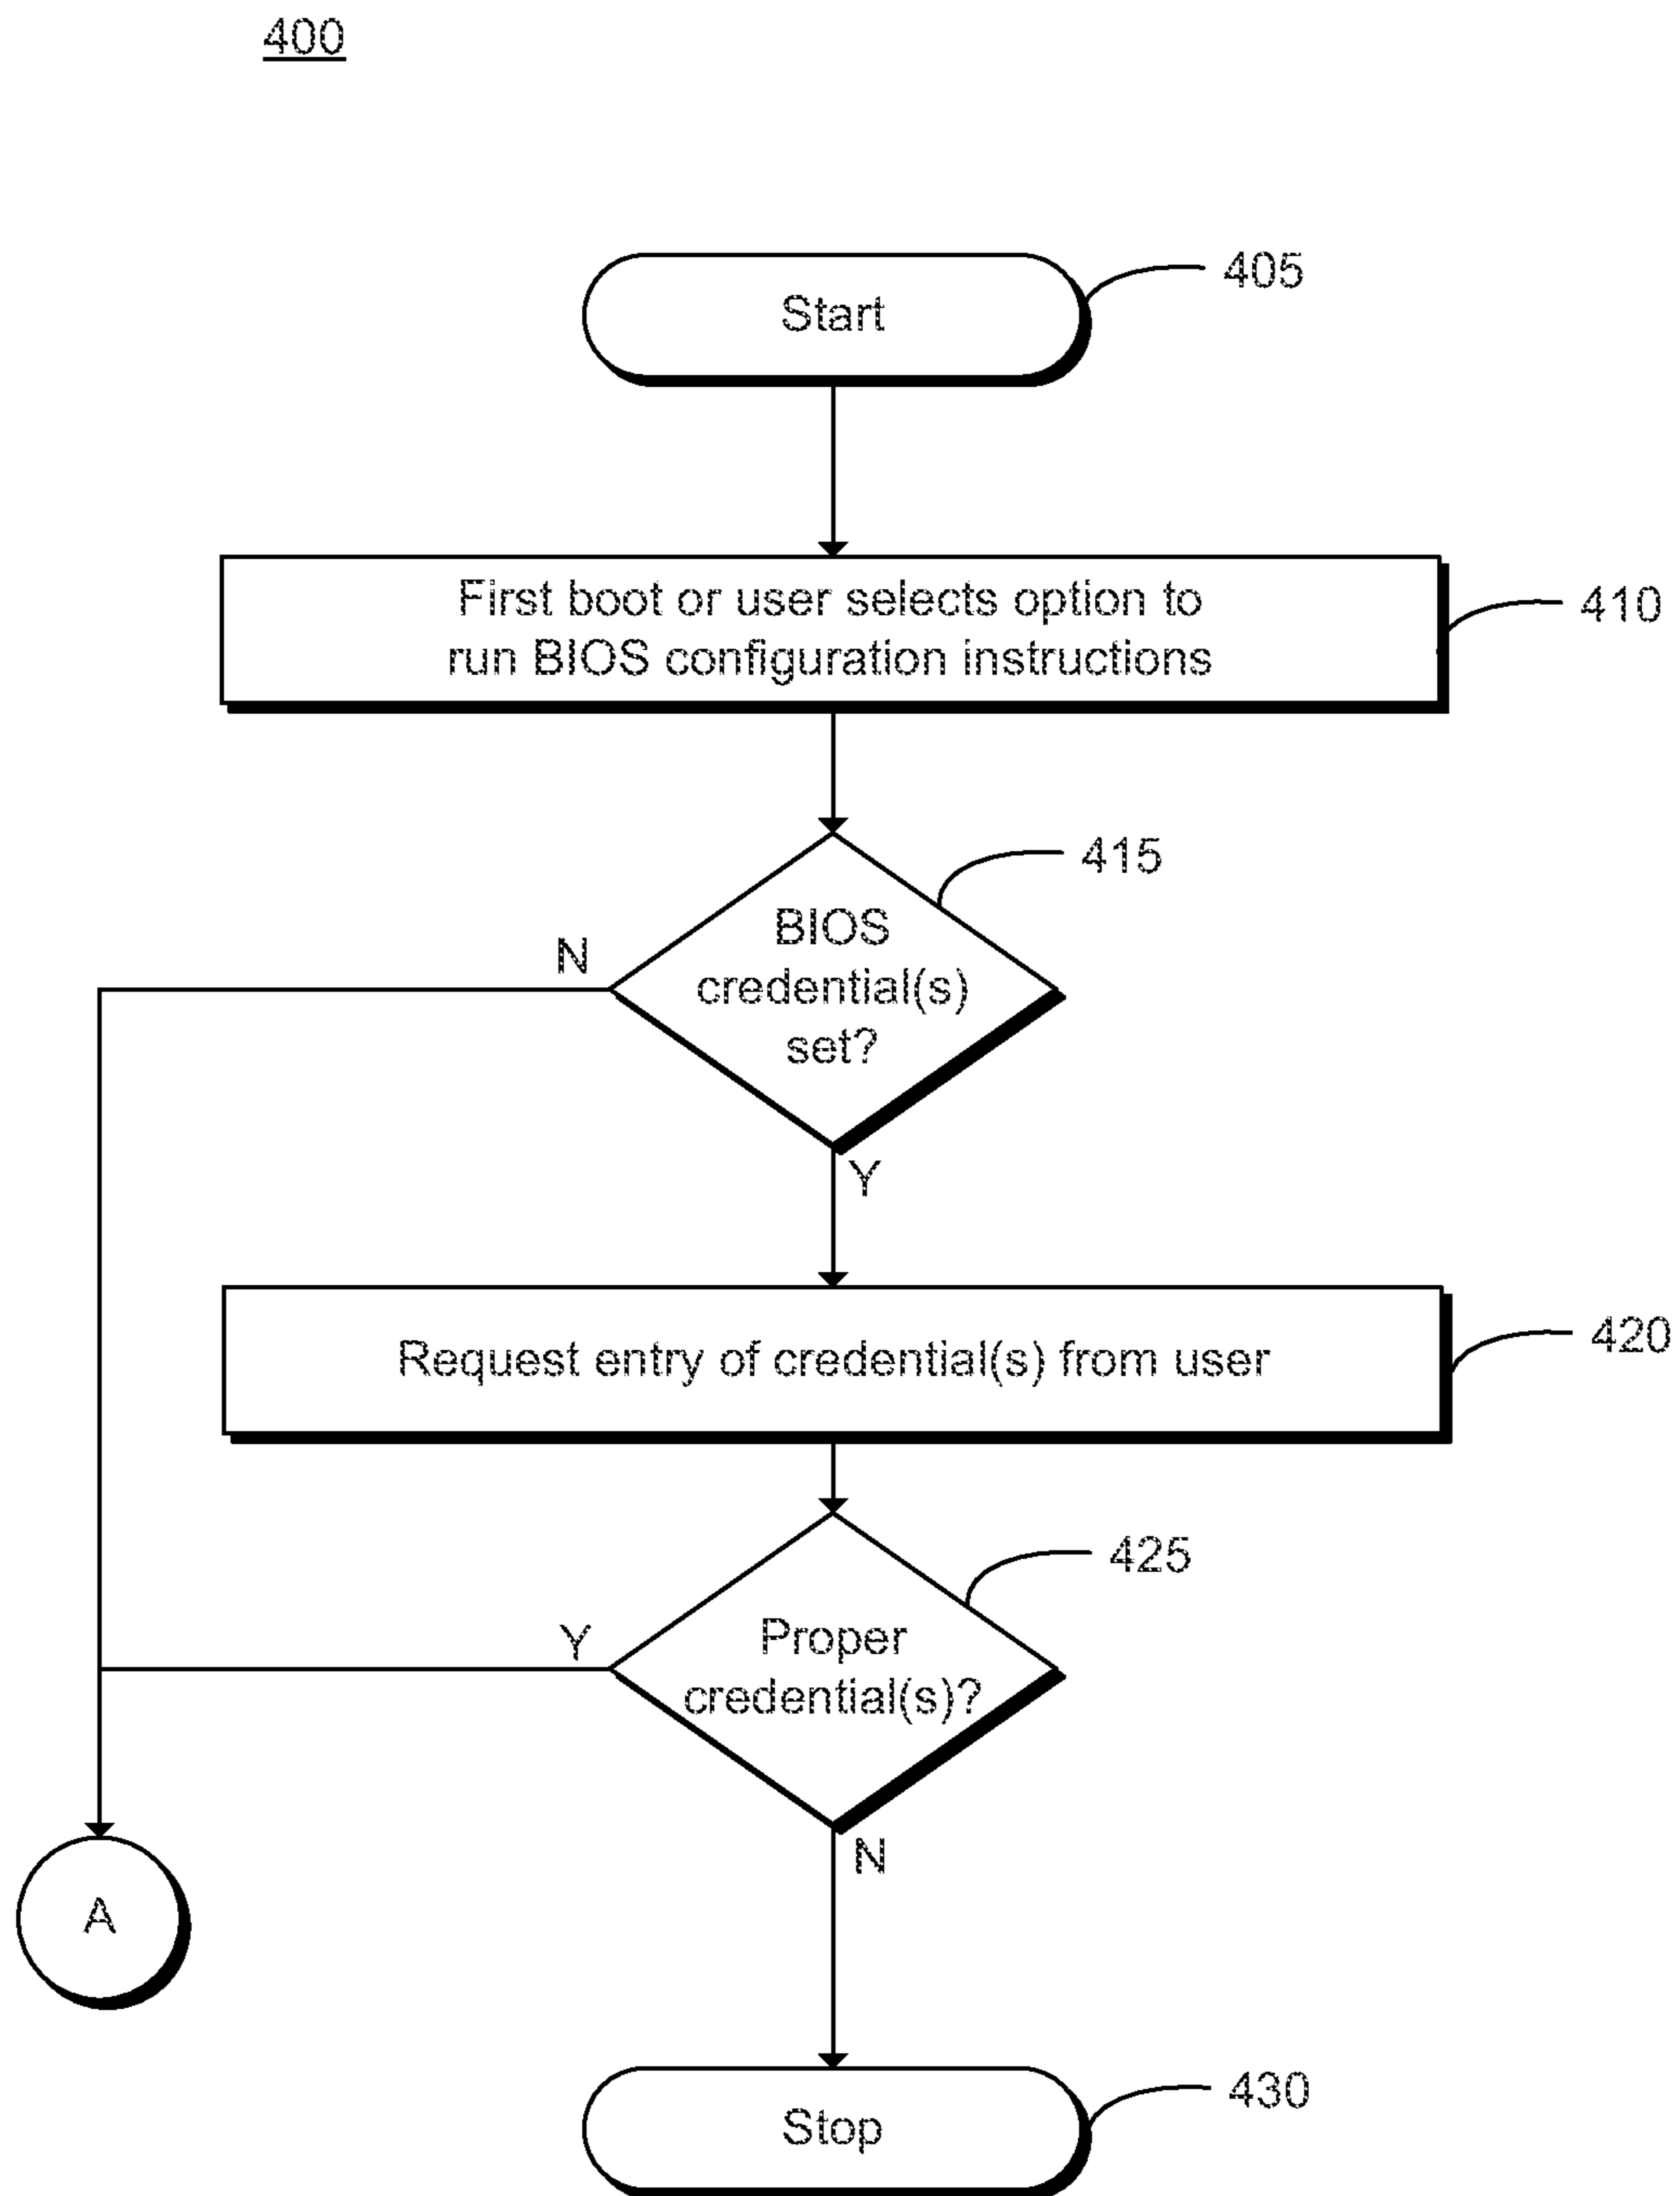 400
Start
405
First boot or user selects option to
run BIOS configuration instructions
410
415
BIOS
credential(s)
set?
N
Y
Request entry of credential(s) from user
420
425
Proper
credential(s)?
Y
N
A
Stop
430